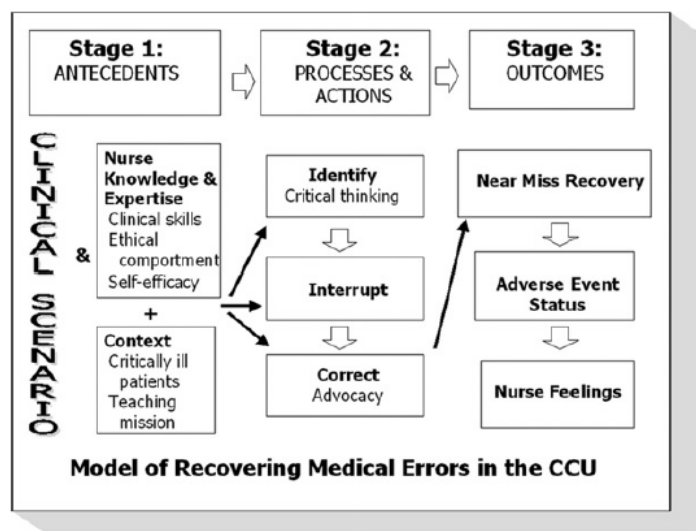 Stage 1:
ANTECEDENTS
Stage 2:
PROCESSES &
ACTIONS
Stage 3:
OUTCOMES
CLINICAL SCENARIO
&
Nurse
Knowledge &
Expertise
Clinical skills
Ethical
comportment
Self-efficacy
+
Context
Critically ill
patients
Teaching
mission
Identify
Critical thinking
Interrupt
Correct
Advocacy
Near Miss Recovery
Adverse Event
Status
Nurse Feelings
Model of Recovering Medical Errors in the CCU